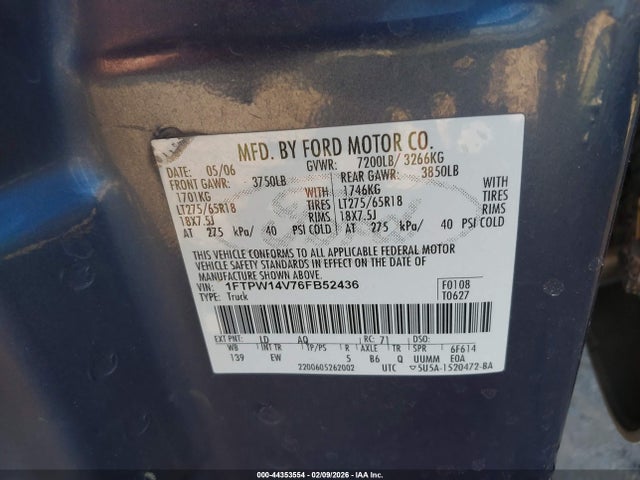 MFD. BY FORD MOTOR CO.
DATE: 05/06 GVWR: 7200LB/ 3266KG
FRONT GAWR: 3750LB REAR GAWR: 3850LB
1701KG WITH 1746KG WITH
LT275/65R18 TIRES LT275/65R18 TIRES
18X7.5J RIMS 18X7.5J RIMS
AT 275 kPa/ 40 PSI COLD AT 275 kPa/ 40 PSI COLD
THIS VEHICLE CONFORMS TO ALL APPLICABLE FEDERAL MOTOR
VEHICLE SAFETY STANDARDS IN EFFECT ON THE DATE OF
MANUFACTURE SHOWN ABOVE.
VIN: 1FTPW14V76FB52436 F0108
TYPE: Truck T0627
EXT PNT: LD AQ RC: 71
WB INT TR TP/PS R AXLE TR SPR 6F614
139 EW 5 B6 Q UUMM E0A
2200605262002 UTC 5U5A-1520472-BA
Ford
000-44353554 | 02/09/2026 | IAA Inc.